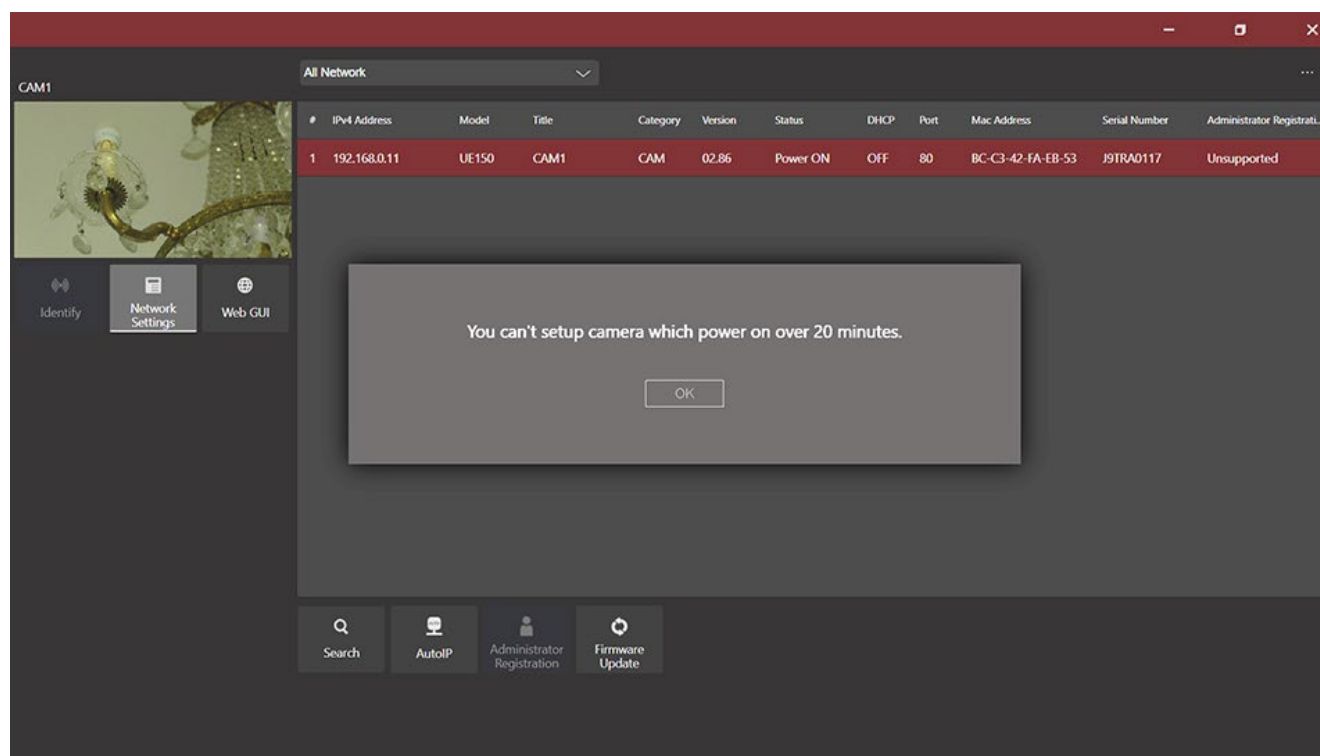 All Network
...
CAM1
# IPv4 Address Model Title Category Version Status DHCP Port Mac Address Serial Number Administrator Registrati...
1 192.168.0.11 UE150 CAM1 CAM 02.86 Power ON OFF 80 BC-C3-42-FA-EB-53 J9TRA0117 Unsupported
Identify
Network
Settings
Web GUI
You can't setup camera which power on over 20 minutes.
OK
Search
AutoIP
Administrator
Registration
Firmware
Update